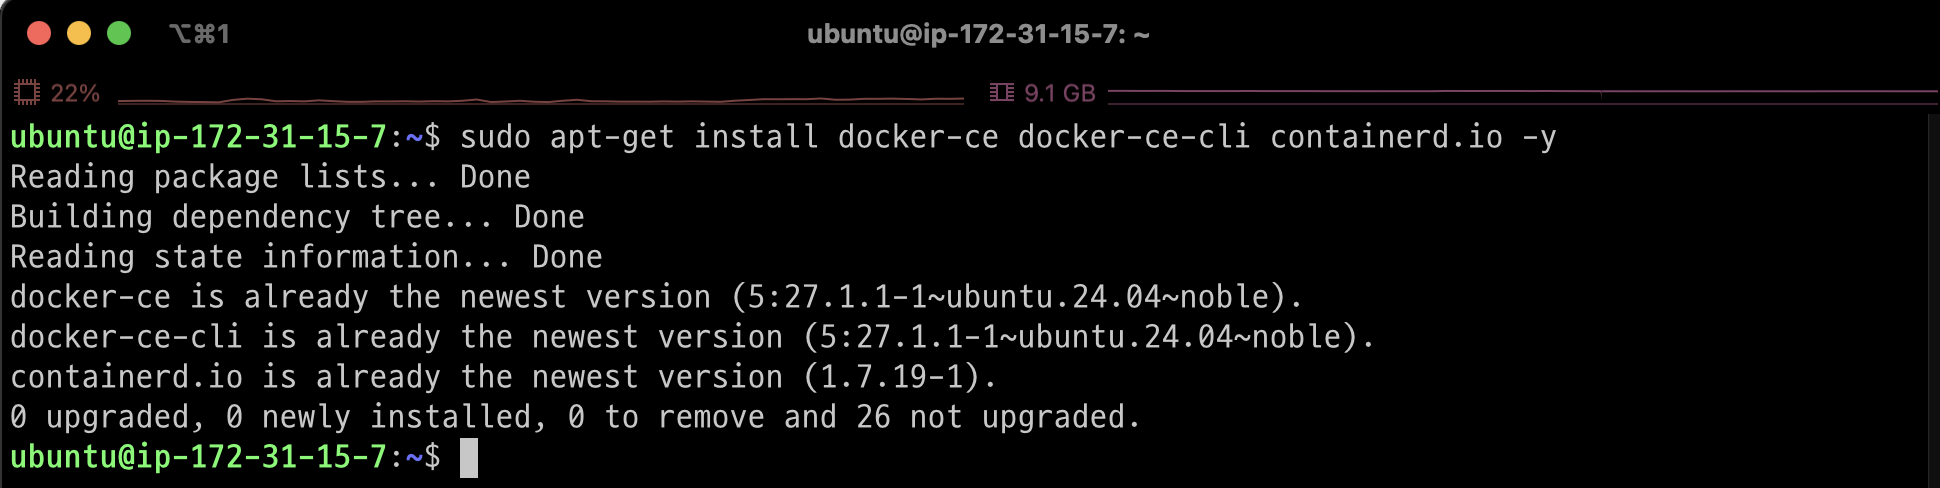 ⌥⌘1
ubuntu@ip-172-31-15-7: ~
22%
9.1 GB
ubuntu@ip-172-31-15-7:~$ sudo apt-get install docker-ce docker-ce-cli containerd.io -y
Reading package lists... Done
Building dependency tree... Done
Reading state information... Done
docker-ce is already the newest version (5:27.1.1-1~ubuntu.24.04~noble).
docker-ce-cli is already the newest version (5:27.1.1-1~ubuntu.24.04~noble).
containerd.io is already the newest version (1.7.19-1).
0 upgraded, 0 newly installed, 0 to remove and 26 not upgraded.
ubuntu@ip-172-31-15-7:~$